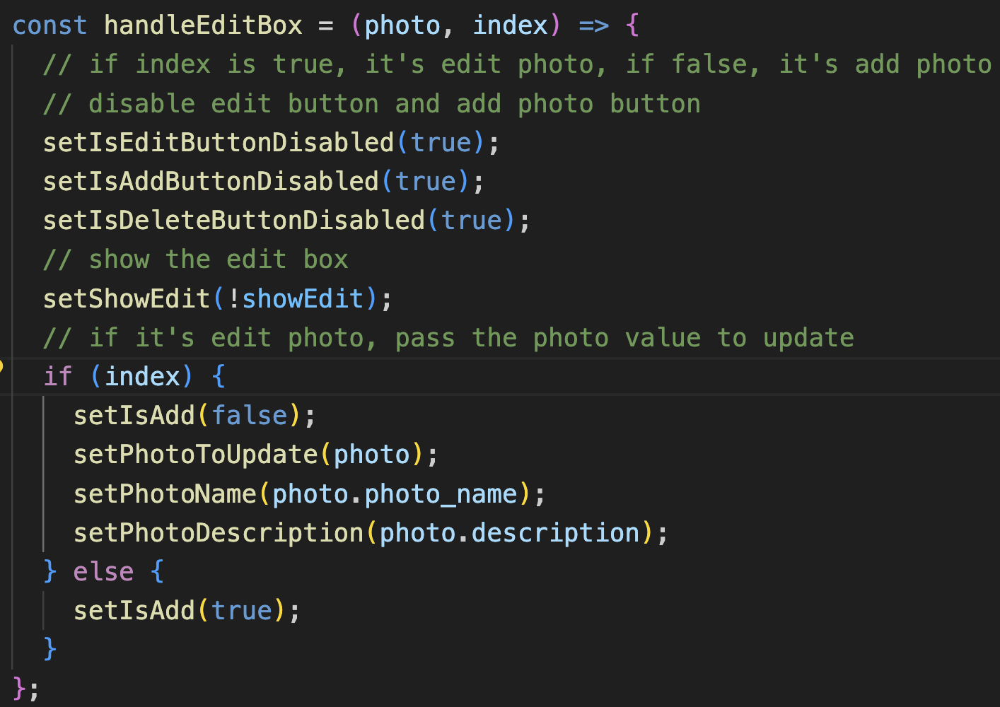 const handleEditBox = (photo, index) => {
// if index is true, it's edit photo, if false, it's add photo
// disable edit button and add photo button
setIsEditButtonDisabled(true);
setIsAddButtonDisabled(true);
setIsDeleteButtonDisabled(true);
// show the edit box
setShowEdit(!showEdit);
// if it's edit photo, pass the photo value to update
if (index) {
setIsAdd(false);
setPhotoToUpdate(photo);
setPhotoName(photo.photo_name);
setPhotoDescription(photo.description);
} else {
setIsAdd(true);
}
};